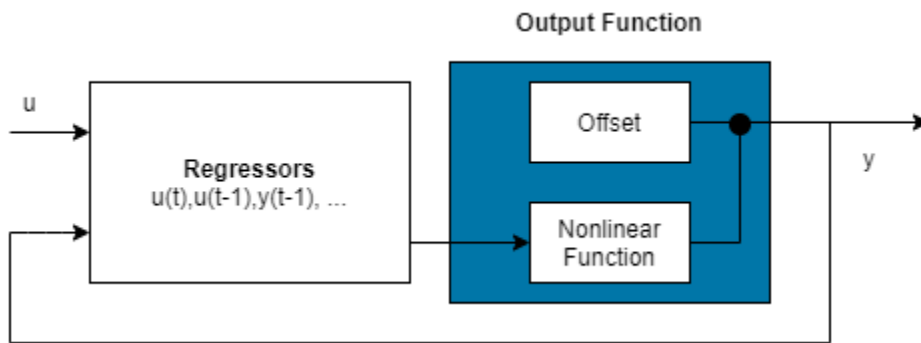 Output Function
u
Offset
Regressors
u(t),u(t-1),y(t-1), ...
y
Nonlinear
Function